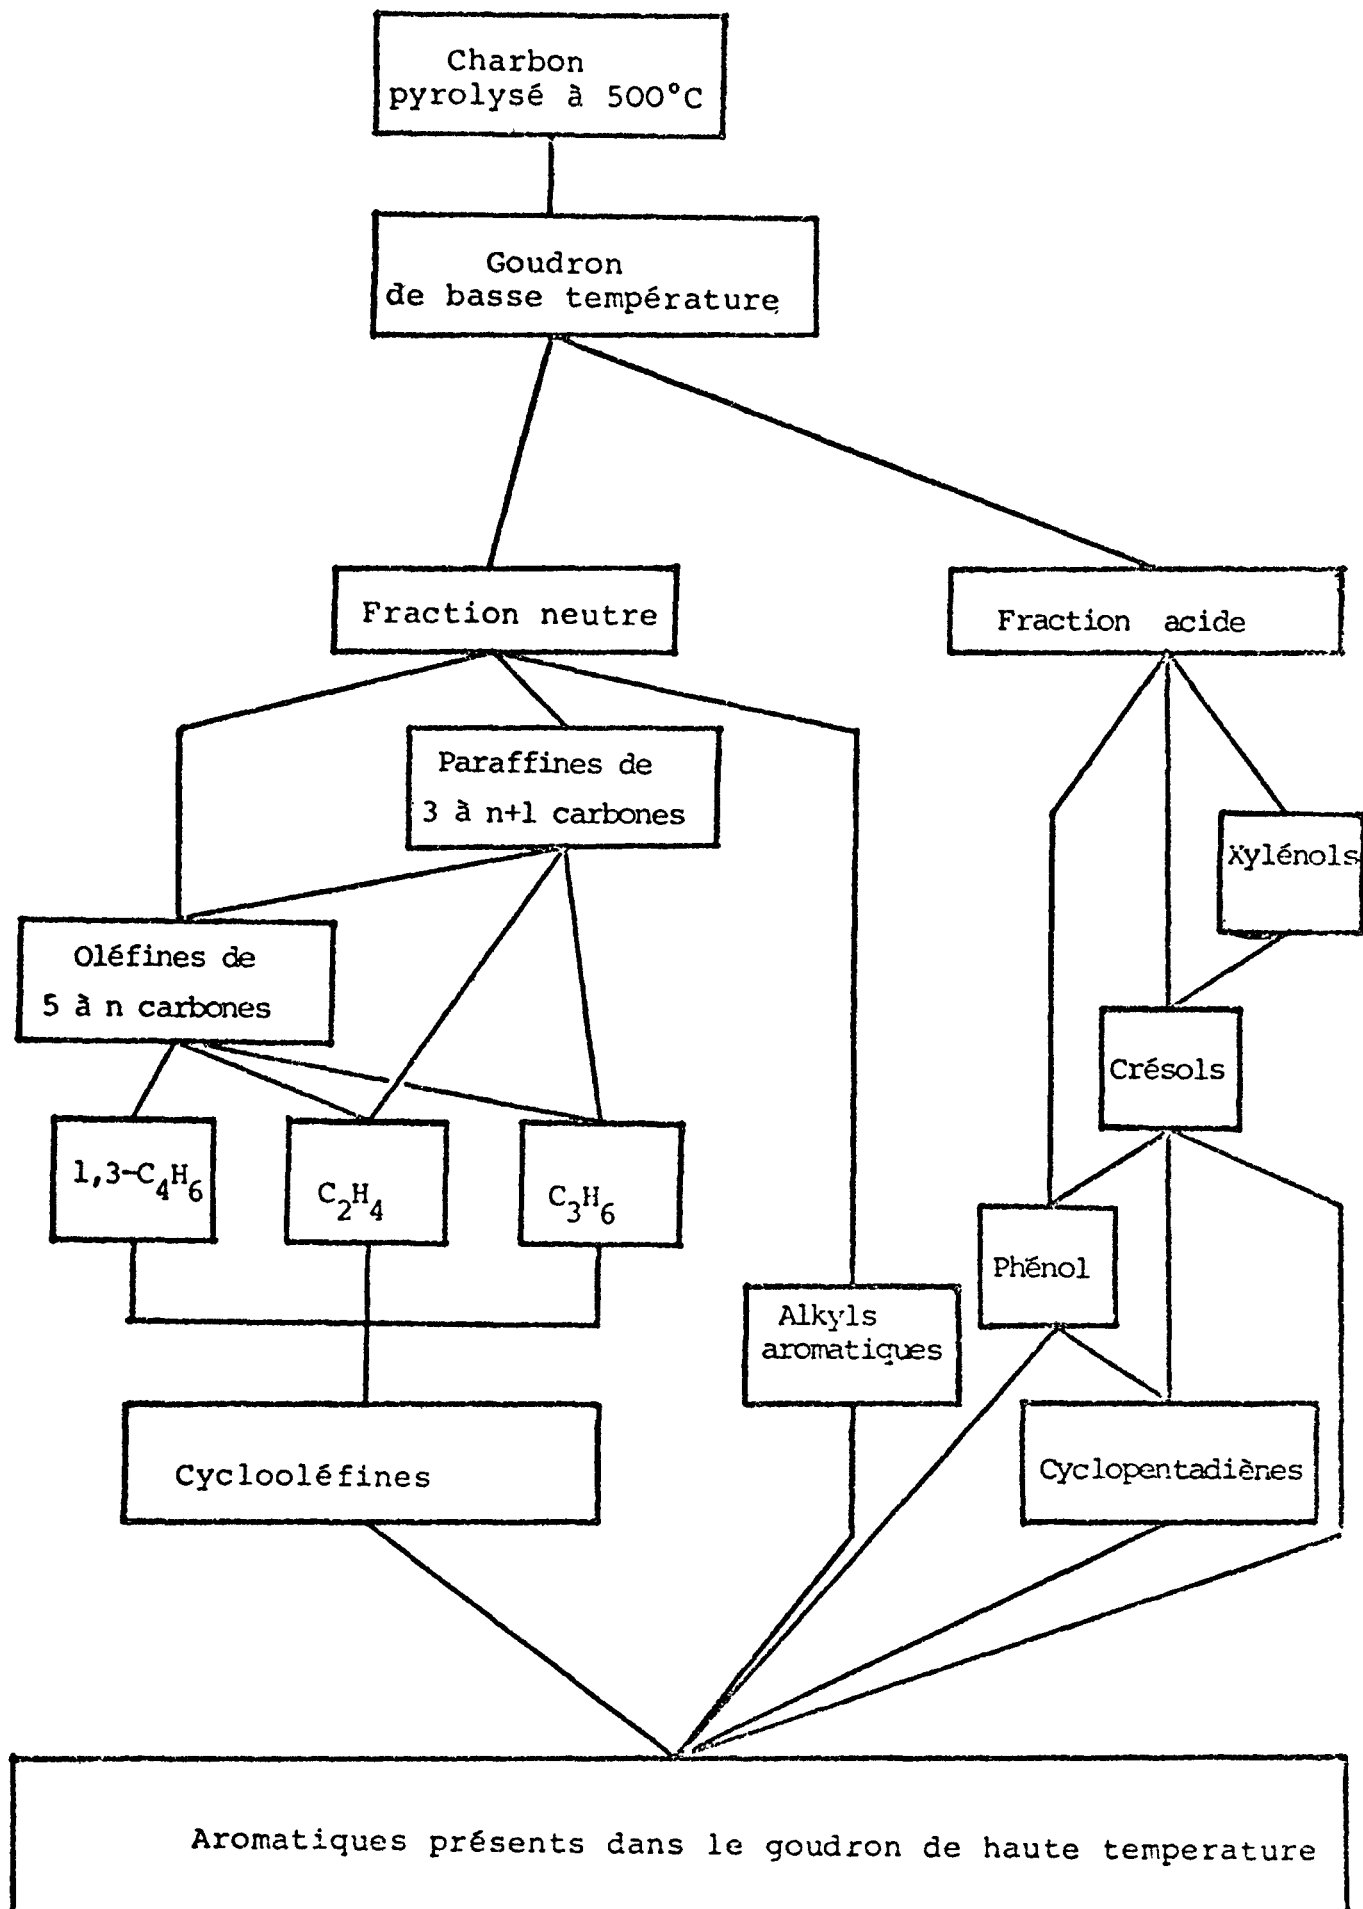 Charbon
pyrolysé à 500°C
Goudron
de basse température
Fraction neutre
Fraction acide
Paraffines de
3 à n+1 carbones
Xylénols
Oléfines de
5 à n carbones
Crésols
1,3-C₄H₆
C₂H₄
C₃H₆
Phénol
Alkyls
aromatiques
Cyclooléfines
Cyclopentadiènes
Aromatiques présents dans le goudron de haute temperature